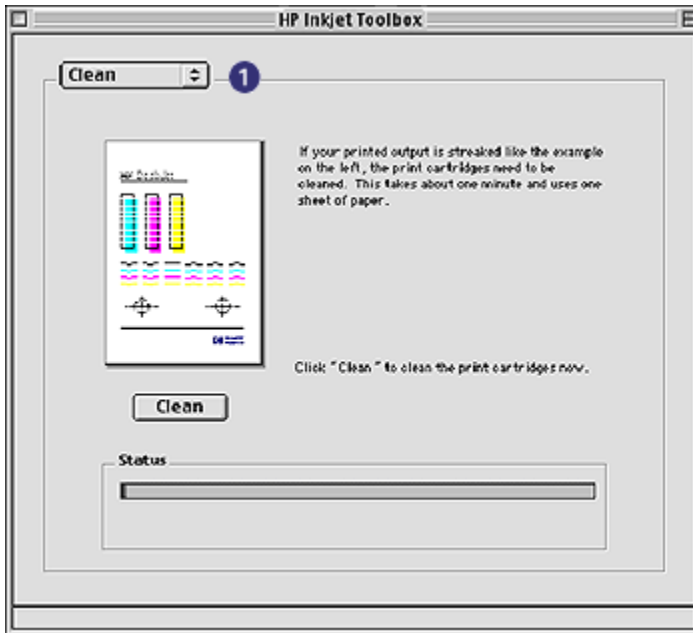 HP Inkjet Toolbox
Clean
1
If your printed output is streaked like the example
on the left, the print cartridges need to be
cleaned. This takes about one minute and uses one
sheet of paper.
Click "Clean" to clean the print cartridges now.
Clean
Status